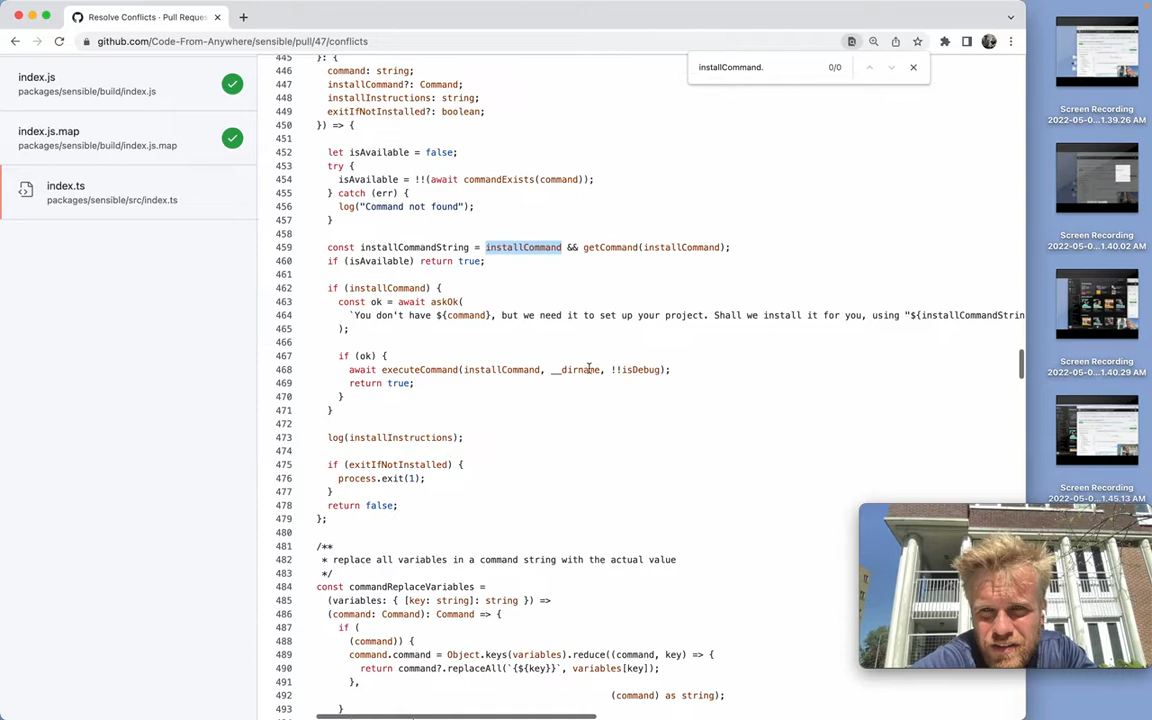 Resolve Conflicts · Pull Reques
github.com/Code-From-Anywhere/sensible/pull/47/conflicts
installCommand.
0/0
index.js
packages/sensible/build/index.js
index.js.map
packages/sensible/build/index.js.map
index.ts
packages/sensible/src/index.ts
445 }: {
446 command: string;
447 installCommand?: Command;
448 installInstructions: string;
449 exitIfNotInstalled?: boolean;
450 }) => {
451
452 let isAvailable = false;
453 try {
454 isAvailable = !!(await commandExists(command));
455 } catch (err) {
456 log("Command not found");
457 }
458
459 const installCommandString = installCommand && getCommand(installCommand);
460 if (isAvailable) return true;
461
462 if (installCommand) {
463 const ok = await askOk(
464 `You don't have ${command}, but we need it to set up your project. Shall we install it for you, using "${installCommandStrin
465 );
466
467 if (ok) {
468 await executeCommand(installCommand, __dirname, !!isDebug);
469 return true;
470 }
471 }
472
473 log(installInstructions);
474
475 if (exitIfNotInstalled) {
476 process.exit(1);
477 }
478 return false;
479 };
480
481 /**
482 * replace all variables in a command string with the actual value
483 */
484 const commandReplaceVariables =
485 (variables: { [key: string]: string }) =>
486 (command: Command): Command => {
487 if (
488 (command)) {
489 command.command = Object.keys(variables).reduce((command, key) => {
490 return command?.replaceAll(`{${key}}`, variables[key]);
491 },
492 (command) as string);
493 }
Screen Recording
2022-05-0...1.39.26 AM
Screen Recording
2022-05-0...1.40.02 AM
Screen Recording
2022-05-0...1.40.29 AM
Screen Recording
2022-05-0...1.45.13 AM